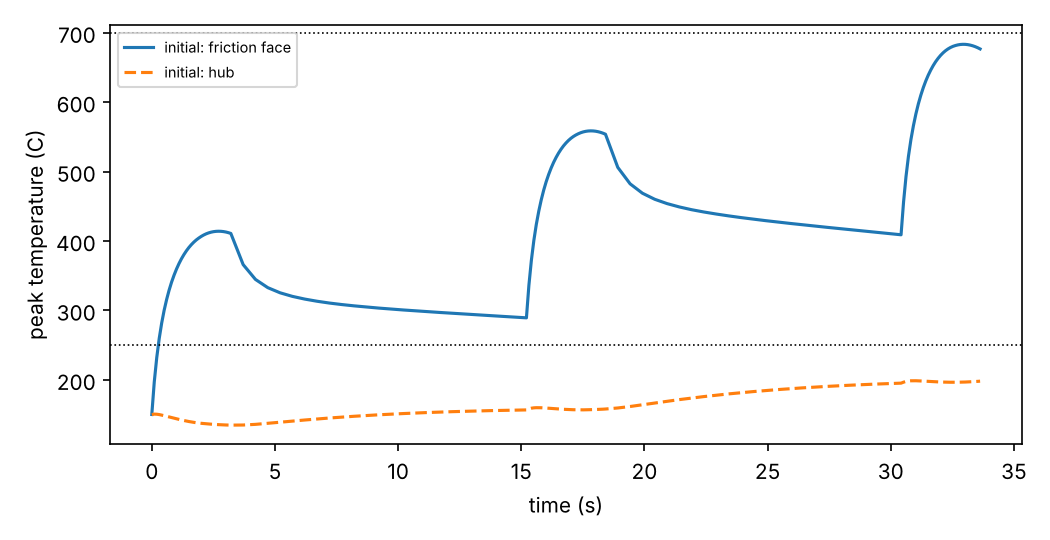 700
600
500
400
300
200
peak temperature (C)
initial: friction face
initial: hub
0 5 10 15 20 25 30 35
time (s)